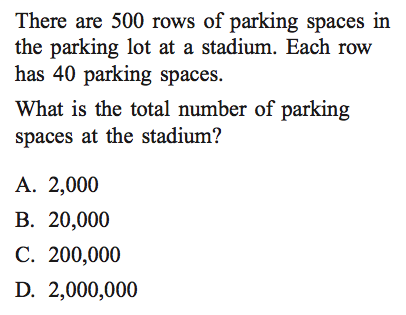 There are 500 rows of parking spaces in
the parking lot at a stadium. Each row
has 40 parking spaces.
What is the total number of parking
spaces at the stadium?
A. 2,000
B. 20,000
C. 200,000
D. 2,000,000